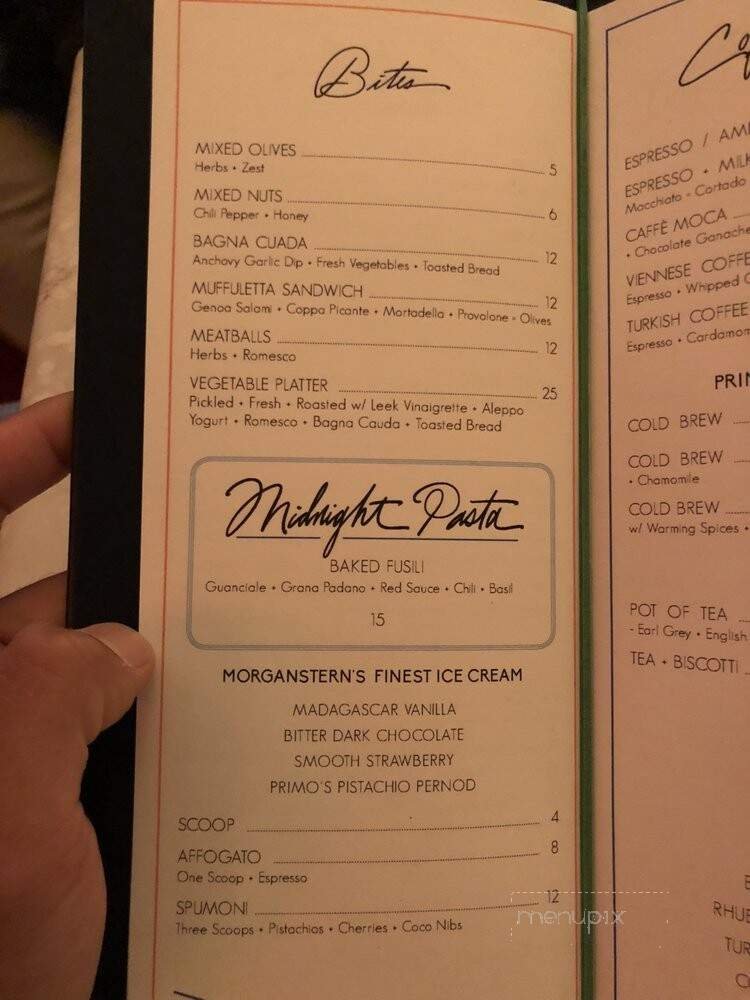 Bites
MIXED OLIVES 5
Herbs • Zest
MIXED NUTS 6
Chili Pepper • Honey
BAGNA CUADA 12
Anchovy Garlic Dip • Fresh Vegetables • Toasted Bread
MUFFULETTA SANDWICH 12
Genoa Salami • Coppa Picante • Mortadella • Provolone • Olives
MEATBALLS 12
Herbs • Romesco
VEGETABLE PLATTER 25
Pickled • Fresh • Roasted w/ Leek Vinaigrette • Aleppo
Yogurt • Romesco • Bagna Cauda • Toasted Bread
Midnight Pasta
BAKED FUSILI
Guanciale • Grana Padano • Red Sauce • Chili • Basil
15
MORGANSTERN'S FINEST ICE CREAM
MADAGASCAR VANILLA
BITTER DARK CHOCOLATE
SMOOTH STRAWBERRY
PRIMO'S PISTACHIO PERNOD
SCOOP 4
AFFOGATO 8
One Scoop • Espresso
SPUMONI 12
Three Scoops • Pistachios • Cherries • Coco Nibs
ESPRESSO / AM
ESPRESSO + MILK
Macchiato - Cortado
CAFFÈ MOCA
• Chocolate Ganache
VIENNESE COFFE
Espresso • Whipped
TURKISH COFFEE
Espresso • Cardamom
PRI
COLD BREW
COLD BREW
• Chamomile
COLD BREW
w/ Warming Spices •
POT OF TEA
- Earl Grey • English
TEA + BISCOTTI
RHUB
TUR
menupix